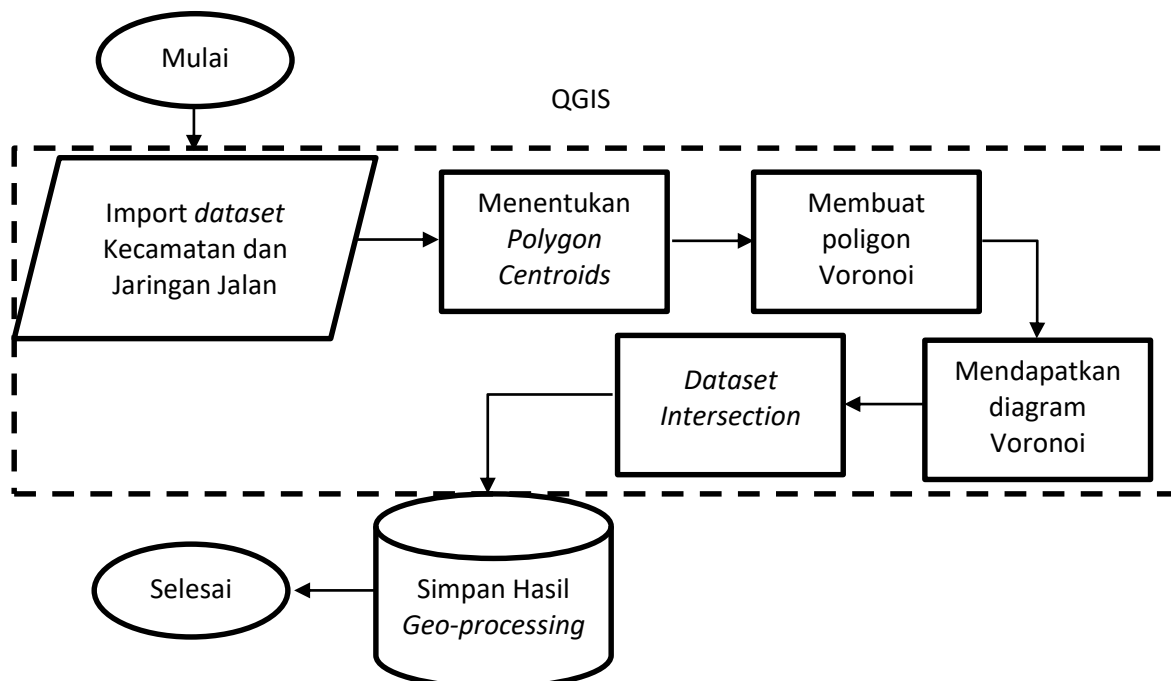 Mulai
QGIS
Import dataset
Kecamatan dan
Jaringan Jalan
Menentukan
Polygon
Centroids
Membuat
poligon
Voronoi
Mendapatkan
diagram
Voronoi
Dataset
Intersection
Simpan Hasil
Geo-processing
Selesai